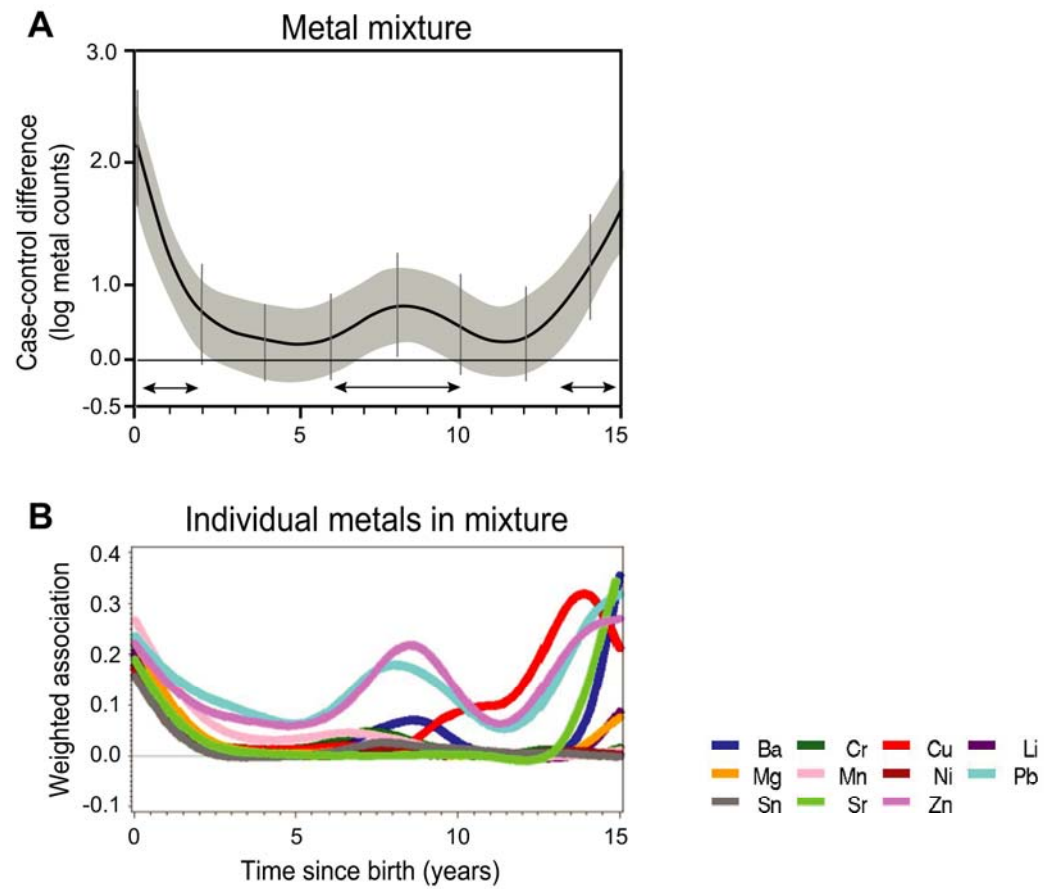 A
Metal mixture
Case-control difference
(log metal counts)
3.0
2.0
1.0
0.0
-0.5
0 5 10 15
B
Individual metals in mixture
Weighted association
0.4
0.3
0.2
0.1
0.0
-0.1
0 5 10 15
Time since birth (years)
Ba Cr Cu Li
Mg Mn Ni Pb
Sn Sr Zn